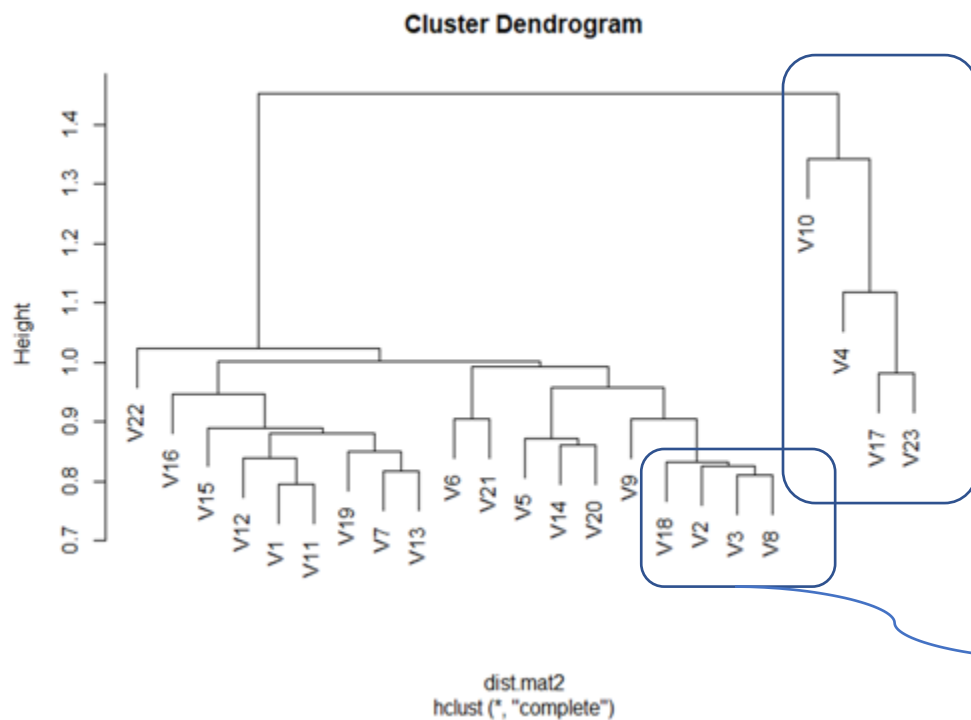 Cluster Dendrogram
Height
1.4
1.3
1.2
1.1
1.0
0.9
0.8
0.7
V22
V16
V15
V12
V1
V11
V19
V7
V13
V6
V21
V5
V14
V20
V9
V18
V2
V3
V8
V10
V4
V17
V23
dist.mat2
hclust (*, "complete")